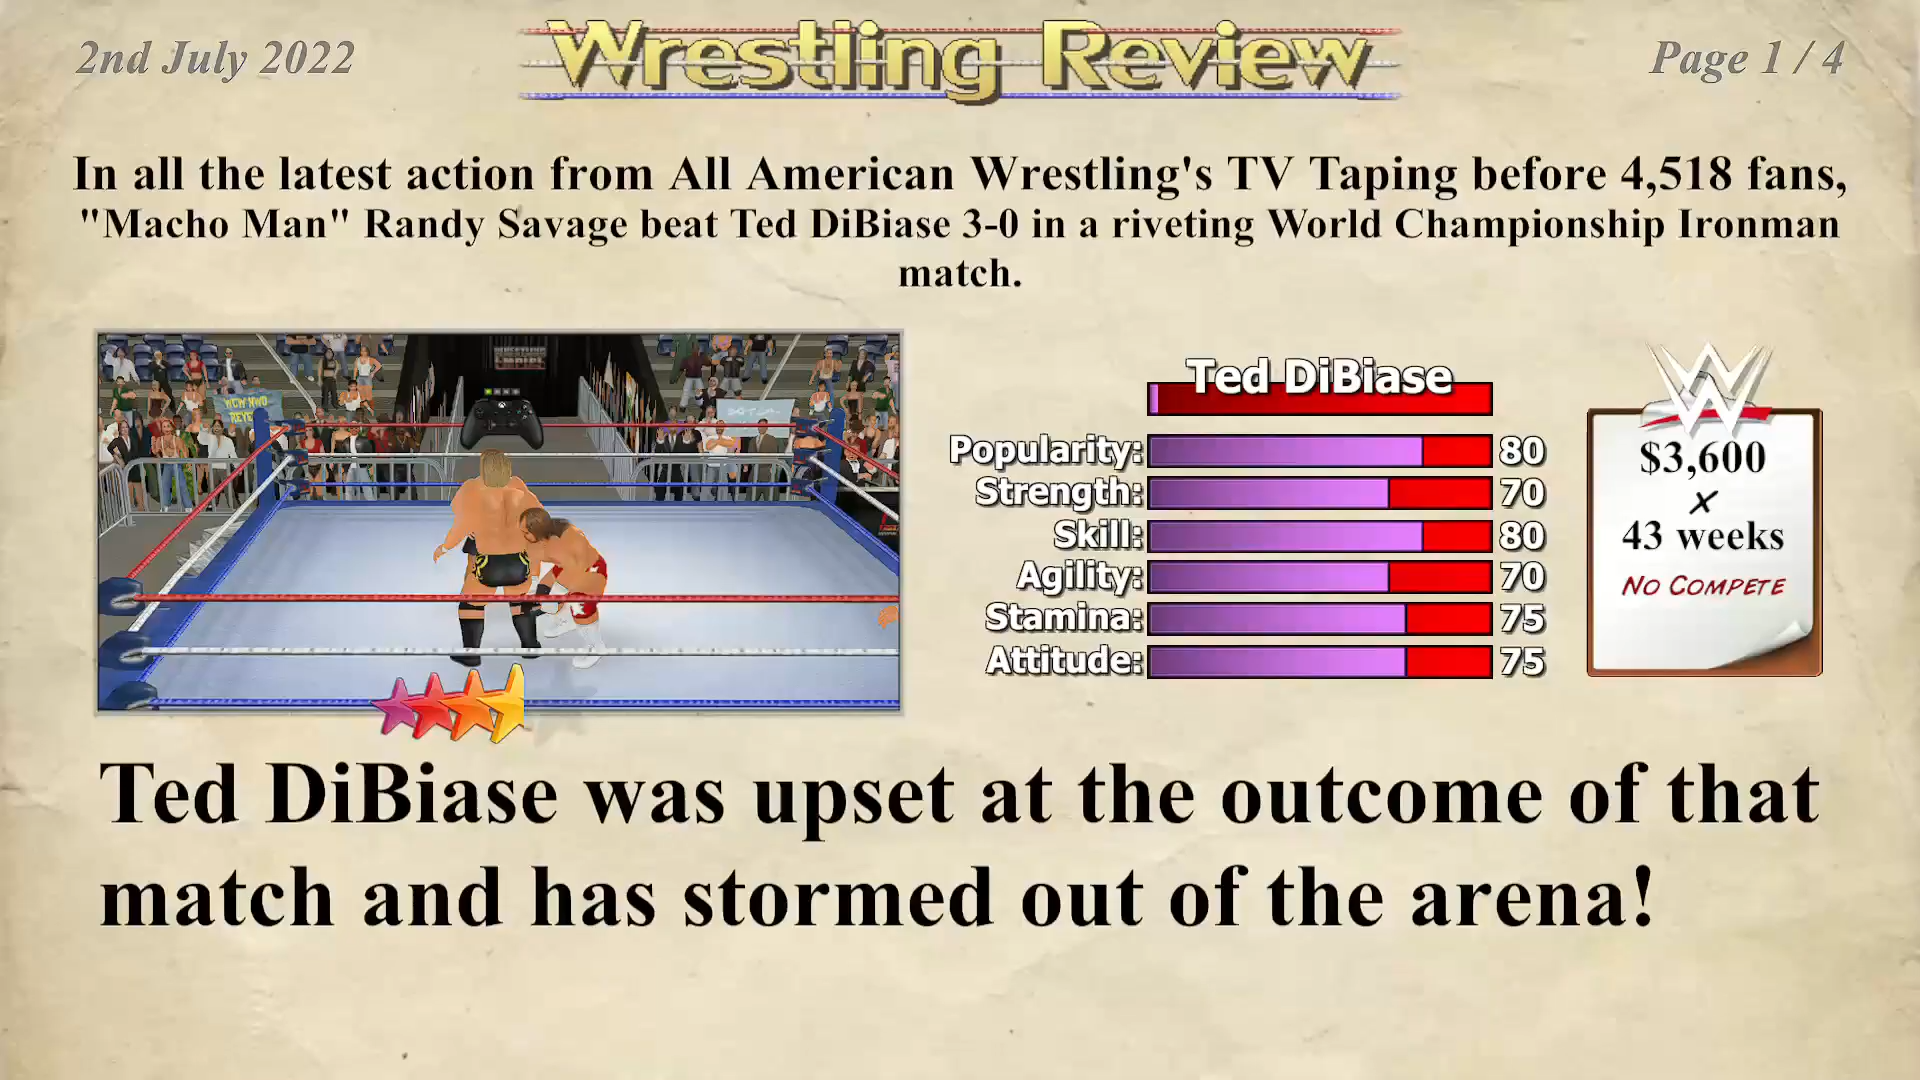 2nd July 2022
Wrestling Review
Page 1 / 4
In all the latest action from All American Wrestling's TV Taping before 4,518 fans,
"Macho Man" Randy Savage beat Ted DiBiase 3-0 in a riveting World Championship Ironman
match.
Ted DiBiase
Popularity: 80
Strength: 70
Skill: 80
Agility: 70
Stamina: 75
Attitude: 75
W
$3,600
x
43 weeks
No Compete
Ted DiBiase was upset at the outcome of that
match and has stormed out of the arena!